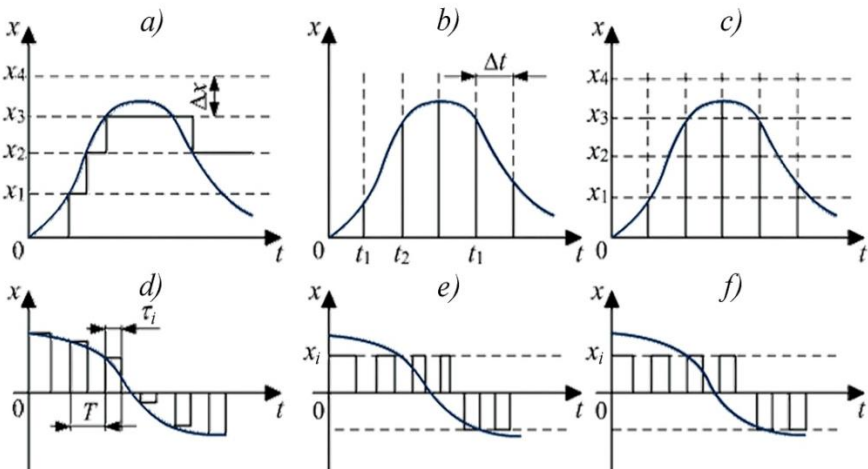 a)
x
x4
Δx
x3
x2
x1
0
t
b)
x
Δt
0
t1
t2
t1
t
c)
x
x4
x3
x2
x1
0
t
d)
x
τi
0
T
t
e)
x
xi
0
t
f)
x
xi
0
t